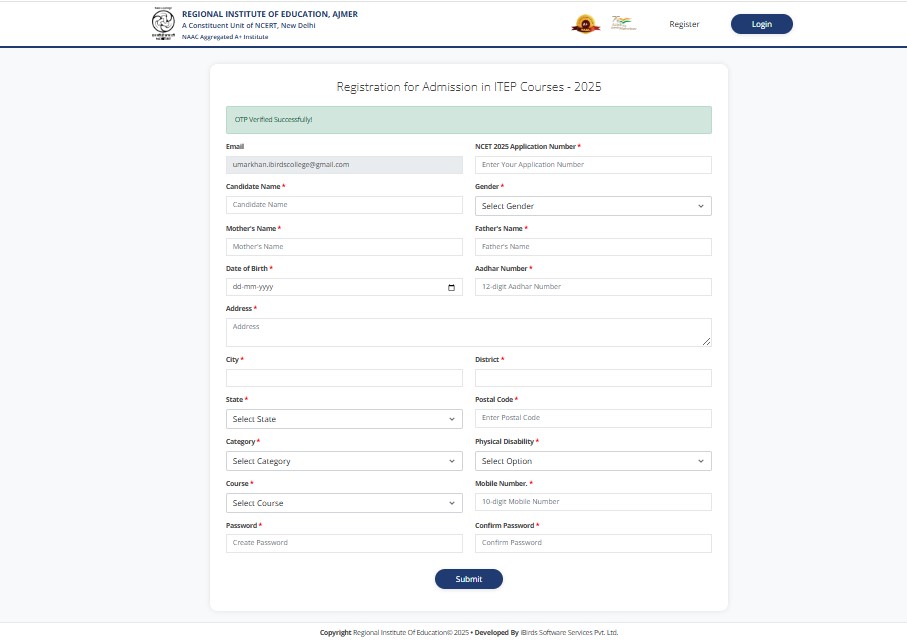 REGIONAL INSTITUTE OF EDUCATION, AJMER
A Constituent Unit of NCERT, New Delhi
NAAC Aggregated A+ Institute
Register
Login
Registration for Admission in ITEP Courses - 2025
OTP Verified Successfully!
Email
NCET 2025 Application Number *
umarkhan.ibirdscollege@gmail.com
Enter Your Application Number
Candidate Name *
Gender *
Candidate Name
Select Gender
Mother's Name *
Father's Name *
Mother's Name
Father's Name
Date of Birth *
Aadhar Number *
dd-mm-yyyy
12-digit Aadhar Number
Address *
Address
City *
District *
State *
Postal Code *
Select State
Enter Postal Code
Category *
Physical Disability *
Select Category
Select Option
Course *
Mobile Number. *
Select Course
10-digit Mobile Number
Password *
Confirm Password *
Create Password
Confirm Password
Submit
Copyright Regional Institute Of Education© 2025 • Developed By iBirds Software Services Pvt. Ltd.